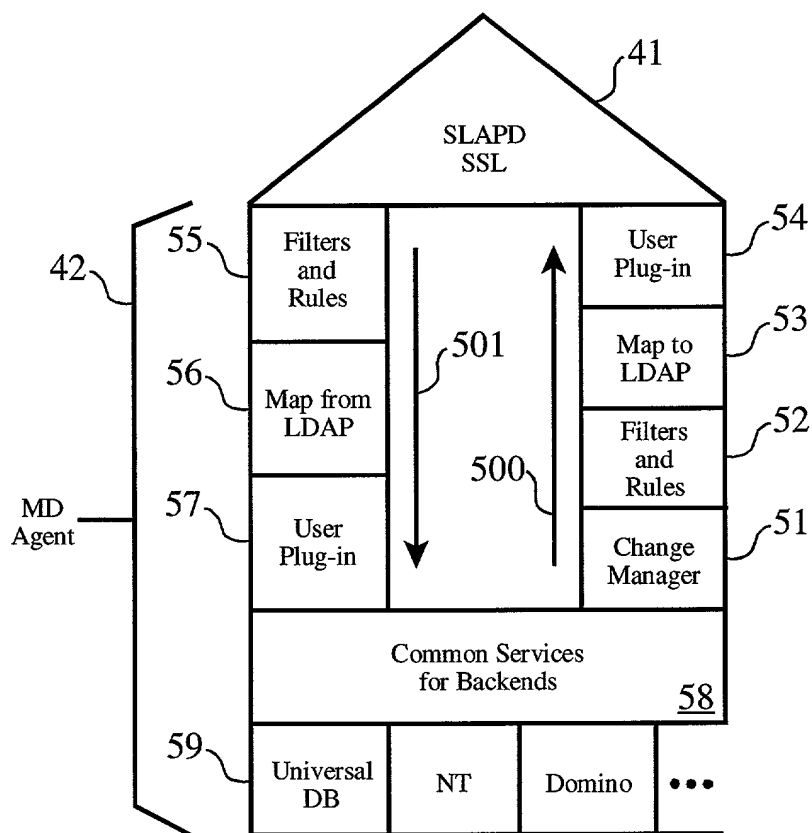 41
SLAPD
SSL
55
Filters
and
Rules
54
User
Plug-in
42
501
53
Map to
LDAP
56
Map from
LDAP
52
Filters
and
Rules
500
57
User
Plug-in
51
Change
Manager
MD
Agent
Common Services
for Backends
58
59
Universal
DB
NT
Domino
•••